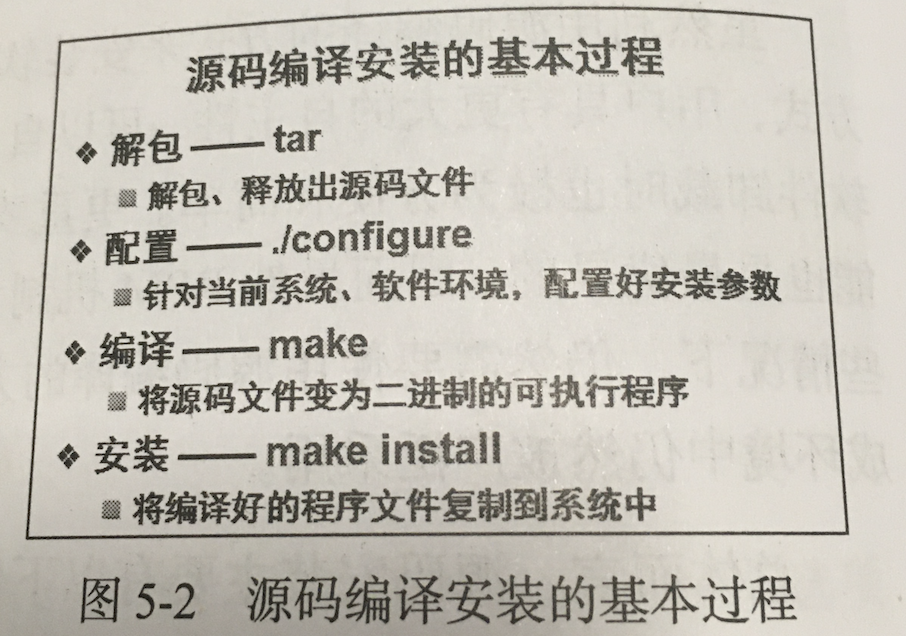 源码编译安装的基本过程
❖ 解包 —— tar
解包、释放出源码文件
❖ 配置 —— ./configure
针对当前系统、软件环境，配置好安装参数
❖ 编译 —— make
将源码文件变为二进制的可执行程序
❖ 安装 —— make install
将编译好的程序文件复制到系统中
图 5-2 源码编译安装的基本过程